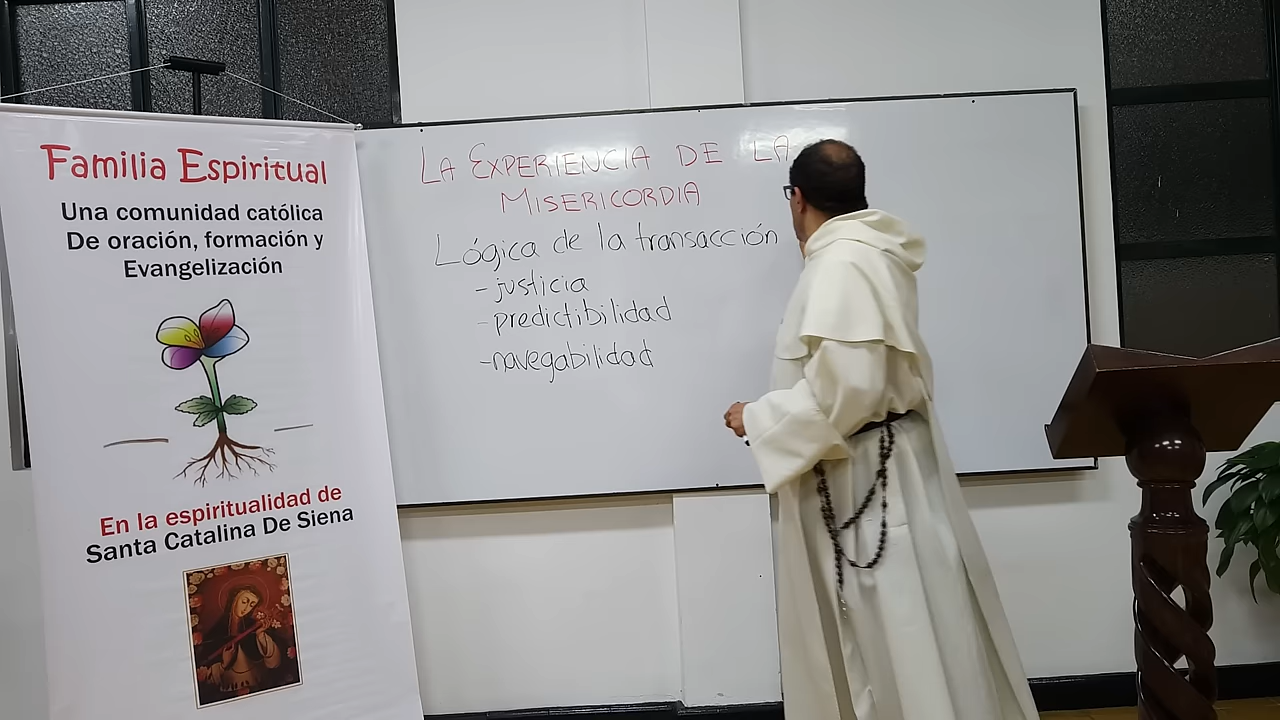 Familia Espiritual
Una comunidad católica
De oración, formación y
Evangelización
En la espiritualidad de
Santa Catalina De Siena
LA EXPERIENCIA DE LA
MISERICORDIA
Lógica de la transacción
-justicia
-predictibilidad
-navegabilidad